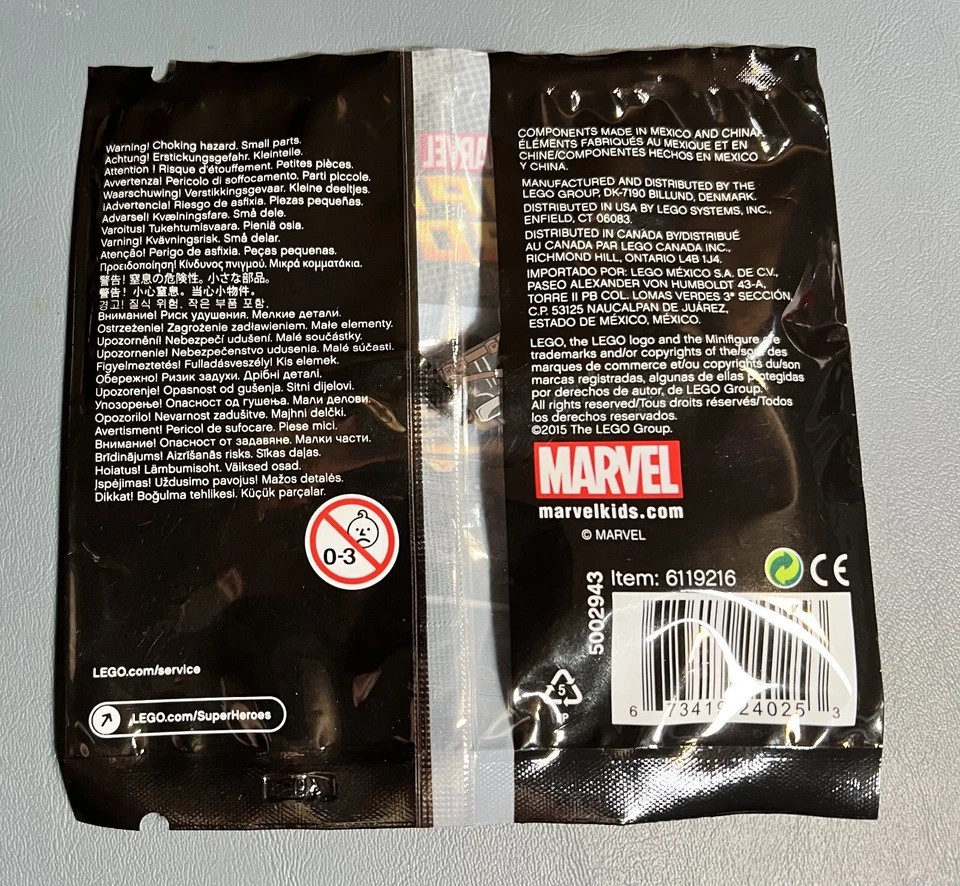 Warning! Choking hazard. Small parts.
Achtung! Erstickungsgefahr. Kleinteile.
Attention ! Risque d'étouffement. Petites pièces.
Avvertenza! Pericolo di soffocamento. Parti piccole.
Waarschuwing! Verstikkingsgevaar. Kleine deeltjes.
¡Advertencia! Riesgo de asfixia. Piezas pequeñas.
Advarsel! Kvælningsfare. Små dele.
Varoitus! Tukehtumisvaara. Pieniä osia.
Varning! Kvävningsrisk. Små delar.
Atenção! Perigo de asfixia. Peças pequenas.
Προειδοποίηση! Κίνδυνος πνιγμού. Μικρά κομματάκια.
警告! 窒息の危険性。小さな部品。
警告! 小心窒息。当心小物件。
경고! 질식 위험. 작은 부품 포함.
Внимание! Риск удушения. Мелкие детали.
Ostrzeżenie! Zagrożenie zadławieniem. Małe elementy.
Upozornění! Nebezpečí udušení. Malé součástky.
Upozornenie! Nebezpečenstvo udusenia. Malé súčasti.
Figyelmeztetés! Fulladásveszély! Kis elemek.
Обережно! Ризик задухи. Дрібні деталі.
Upozorenje! Opasnost od gušenja. Sitni dijelovi.
Упозорење! Опасност од гушења. Мали делови.
Opozorilo! Nevarnost zadušitve. Majhni delčki.
Avertisment! Pericol de sufocare. Piese mici.
Внимание! Опасност от задавяне. Малки части.
Brīdinājums! Aizrīšanās risks. Sīkas daļas.
Hoiatus! Lämbumisoht. Väiksed osad.
Įspėjimas! Uždusimo pavojus! Mažos detalės.
Dikkat! Boğulma tehlikesi. Küçük parçalar.
0-3
LEGO.com/service
LEGO.com/SuperHeroes
MARVEL
COMPONENTS MADE IN MEXICO AND CHINA/
ÉLÉMENTS FABRIQUÉS AU MEXIQUE ET EN
CHINE/COMPONENTES HECHOS EN MEXICO
Y CHINA.
MANUFACTURED AND DISTRIBUTED BY THE
LEGO GROUP, DK-7190 BILLUND, DENMARK.
DISTRIBUTED IN USA BY LEGO SYSTEMS, INC.,
ENFIELD, CT 06083.
DISTRIBUTED IN CANADA BY/DISTRIBUÉ
AU CANADA PAR LEGO CANADA INC.,
RICHMOND HILL, ONTARIO L4B 1J4.
IMPORTADO POR: LEGO MÉXICO S.A. DE C.V.,
PASEO ALEXANDER VON HUMBOLDT 43-A,
TORRE II PB COL. LOMAS VERDES 3ª SECCIÓN,
C.P. 53125 NAUCALPAN DE JUÁREZ,
ESTADO DE MÉXICO, MÉXICO.
LEGO, the LEGO logo and the Minifigure are
trademarks and/or copyrights of the/sont des
marques de commerce et/ou copyrights du/son
marcas registradas, algunas de ellas protegidas
por derechos de autor, de LEGO Group.
All rights reserved/Tous droits réservés/Todos
los derechos reservados.
©2015 The LEGO Group.
MARVEL
marvelkids.com
© MARVEL
5002943
Item: 6119216
CE
5
6 73419 24025 3